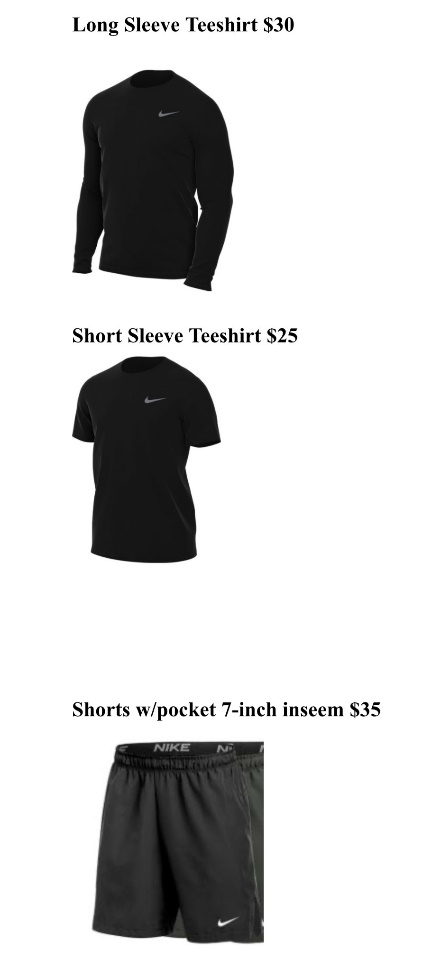 Long Sleeve Teeshirt $30
Short Sleeve Teeshirt $25
Shorts w/pocket 7-inch inseem $35
NIKE